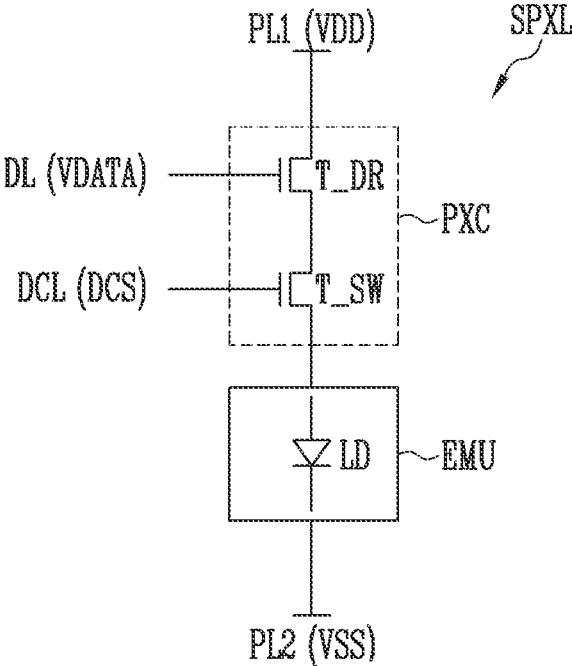 SPXL
PL1 (VDD)
DL (VDATA)
T_DR
PXC
DCL (DCS)
T_SW
LD
EMU
PL2 (VSS)